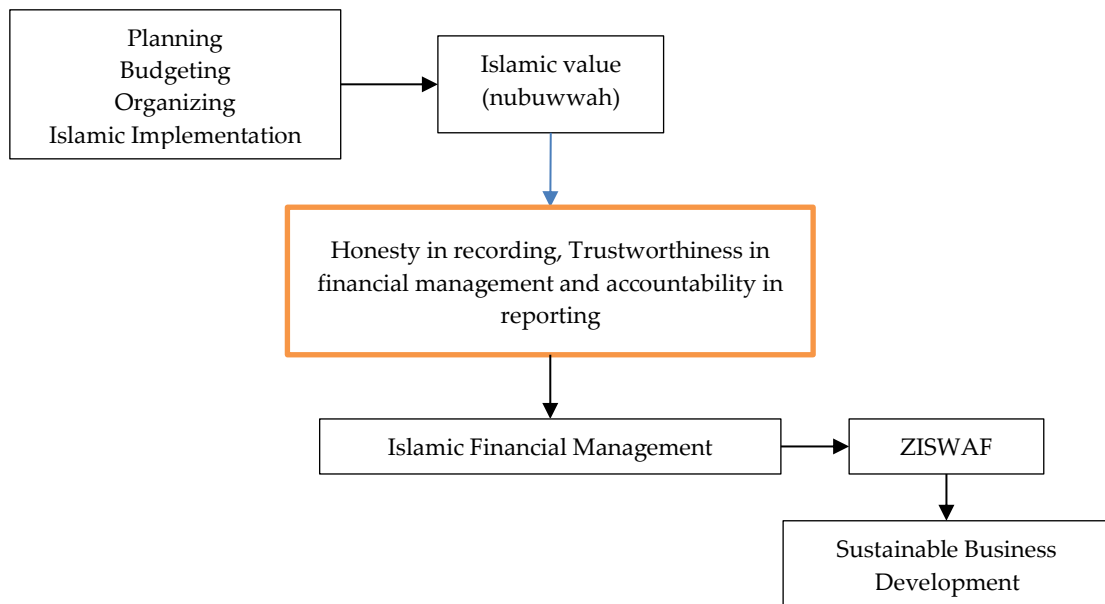 Planning
Budgeting
Organizing
Islamic Implementation
Islamic value
(nubuwwah)
Honesty in recording, Trustworthiness in
financial management and accountability in
reporting
Islamic Financial Management
ZISWAF
Sustainable Business
Development